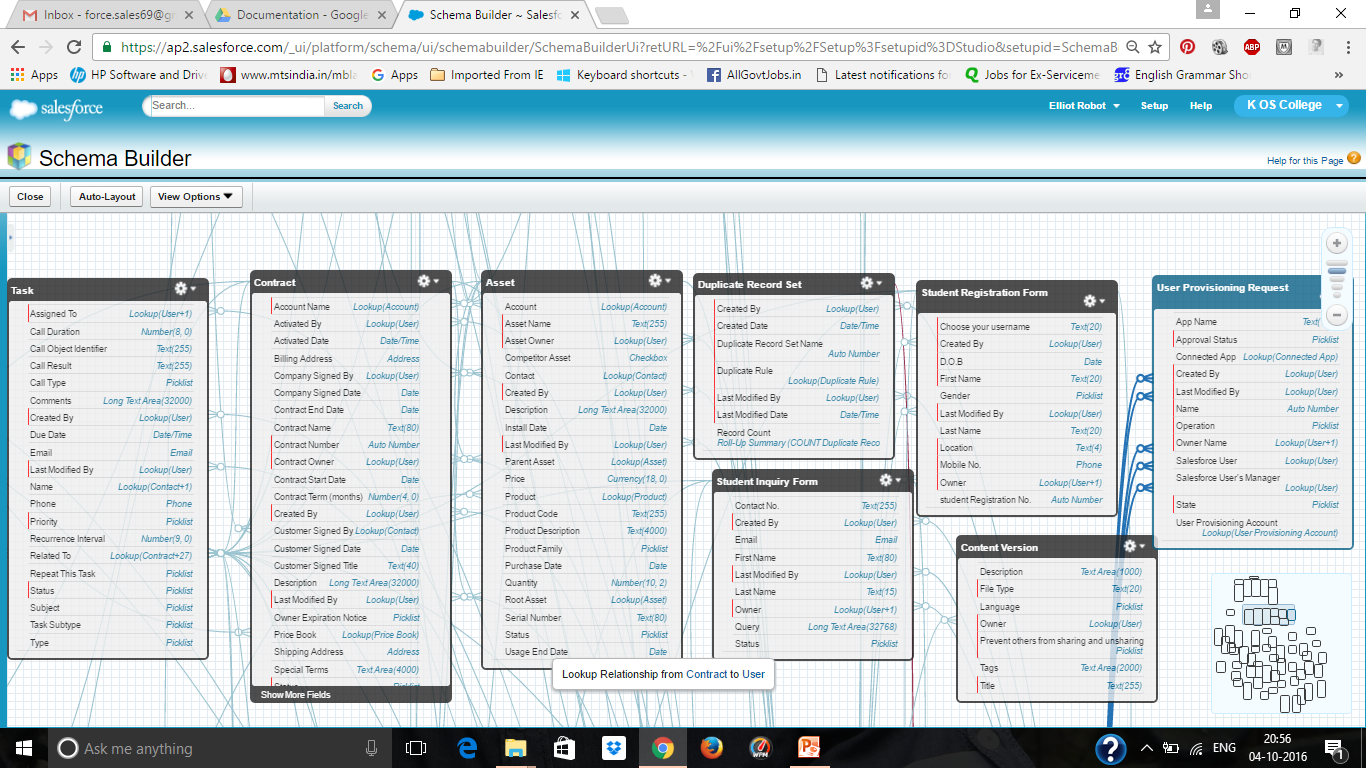 Inbox - force.sales69@gr
Documentation - Google
Schema Builder ~ Salesfo
https://ap2.salesforce.com/_ui/platform/schema/ui/schemabuilder/SchemaBuilderUi?retURL=%2Fui%2Fsetup%2FSetup%3Fsetupid%3DStudio&setupid=SchemaB
ABP
Apps HP Software and Drive www.mtsindia.in/mbla Apps Imported From IE Keyboard shortcuts - AllGovtJobs.in Latest notifications fo Jobs for Ex-Serviceme English Grammar Sho »
salesforce
Search... Search
Elliot Robot Setup Help K OS College
Schema Builder
Help for this Page
Close Auto-Layout View Options
Task
Assigned To Lookup(User+1)
Call Duration Number(8, 0)
Call Object Identifier Text(255)
Call Result Text(255)
Call Type Picklist
Comments Long Text Area(32000)
Created By Lookup(User)
Due Date Date/Time
Email Email
Last Modified By Lookup(User)
Name Lookup(Contact+1)
Phone Phone
Priority Picklist
Recurrence Interval Number(9, 0)
Related To Lookup(Contract+27)
Repeat This Task Picklist
Status Picklist
Subject Picklist
Task Subtype Picklist
Type Picklist
Contract
Account Name Lookup(Account)
Activated By Lookup(User)
Activated Date Date/Time
Billing Address Address
Company Signed By Lookup(User)
Company Signed Date Date
Contract End Date Date
Contract Name Text(80)
Contract Number Auto Number
Contract Owner Lookup(User)
Contract Start Date Date
Contract Term (months) Number(4, 0)
Created By Lookup(User)
Customer Signed By Lookup(Contact)
Customer Signed Date Date
Customer Signed Title Text(40)
Description Long Text Area(32000)
Last Modified By Lookup(User)
Owner Expiration Notice Picklist
Price Book Lookup(Price Book)
Shipping Address Address
Special Terms Text Area(4000)
Status Picklist
Show More Fields
Asset
Account Lookup(Account)
Asset Name Text(255)
Asset Owner Lookup(User)
Competitor Asset Checkbox
Contact Lookup(Contact)
Created By Lookup(User)
Description Long Text Area(32000)
Install Date Date
Last Modified By Lookup(User)
Parent Asset Lookup(Asset)
Price Currency(18, 0)
Product Lookup(Product)
Product Code Text(255)
Product Description Text(4000)
Product Family Picklist
Purchase Date Date
Quantity Number(10, 2)
Root Asset Lookup(Asset)
Serial Number Text(80)
Status Picklist
Usage End Date Date
Lookup Relationship from Contract to User
Duplicate Record Set
Created By Lookup(User)
Created Date Date/Time
Duplicate Record Set Name
Auto Number
Duplicate Rule
Lookup(Duplicate Rule)
Last Modified By Lookup(User)
Last Modified Date Date/Time
Record Count
Roll-Up Summary (COUNT Duplicate Reco
Student Inquiry Form
Contact No. Text(255)
Created By Lookup(User)
Email Email
First Name Text(80)
Last Modified By Lookup(User)
Last Name Text(15)
Owner Lookup(User+1)
Query Long Text Area(32768)
Status Picklist
Student Registration Form
Choose your username Text(20)
Created By Lookup(User)
D.O.B Date
First Name Text(20)
Gender Picklist
Last Modified By Lookup(User)
Last Name Text(20)
Location Text(4)
Mobile No. Phone
Owner Lookup(User+1)
student Registration No. Auto Number
Content Version
Description Text Area(1000)
File Type Text(20)
Language Picklist
Owner Lookup(User)
Prevent others from sharing and unsharing
Picklist
Tags Text Area(2000)
Title Text(255)
User Provisioning Request
App Name Text(
Approval Status Picklist
Connected App Lookup(Connected App)
Created By Lookup(User)
Last Modified By Lookup(User)
Name Auto Number
Operation Picklist
Owner Name Lookup(User+1)
Salesforce User Lookup(User)
Salesforce User's Manager
Lookup(User)
State Picklist
User Provisioning Account
Lookup(User Provisioning Account)
Ask me anything
ENG
20:56
04-10-2016
1